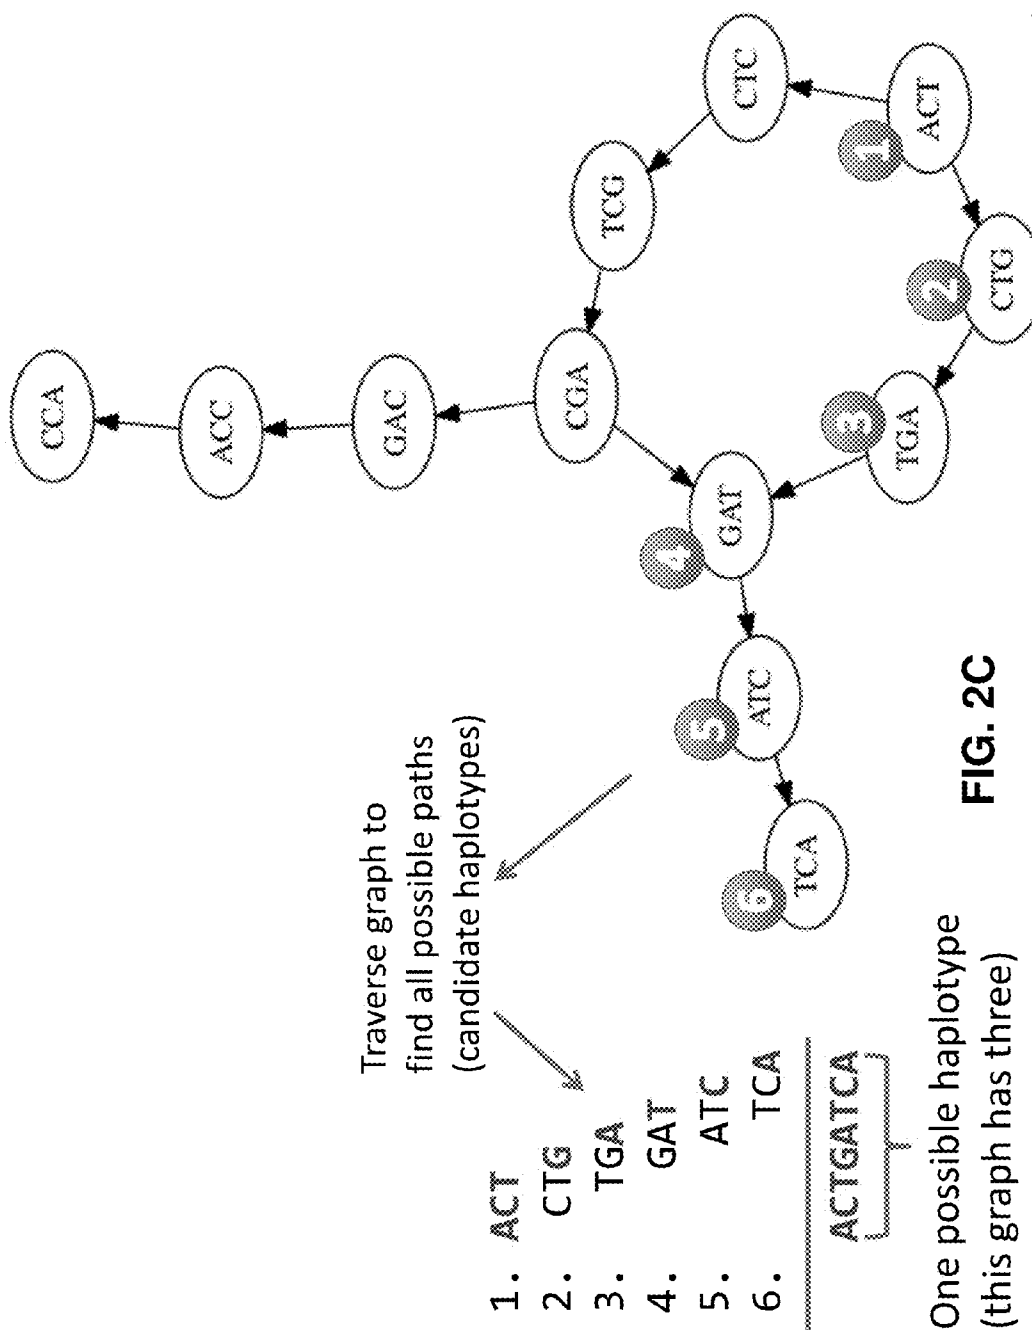 Traverse graph to
find all possible paths
(candidate haplotypes)
1. ACT
2. CTG
3. TGA
4. GAT
5. ATC
6. TCA
ACTGATCA
One possible haplotype
(this graph has three)
CCA
ACC
GAC
CGA
TCG
CTC
1
ACT
2
CTG
3
TGA
4
GAT
5
ATC
6
TCA
FIG. 2C